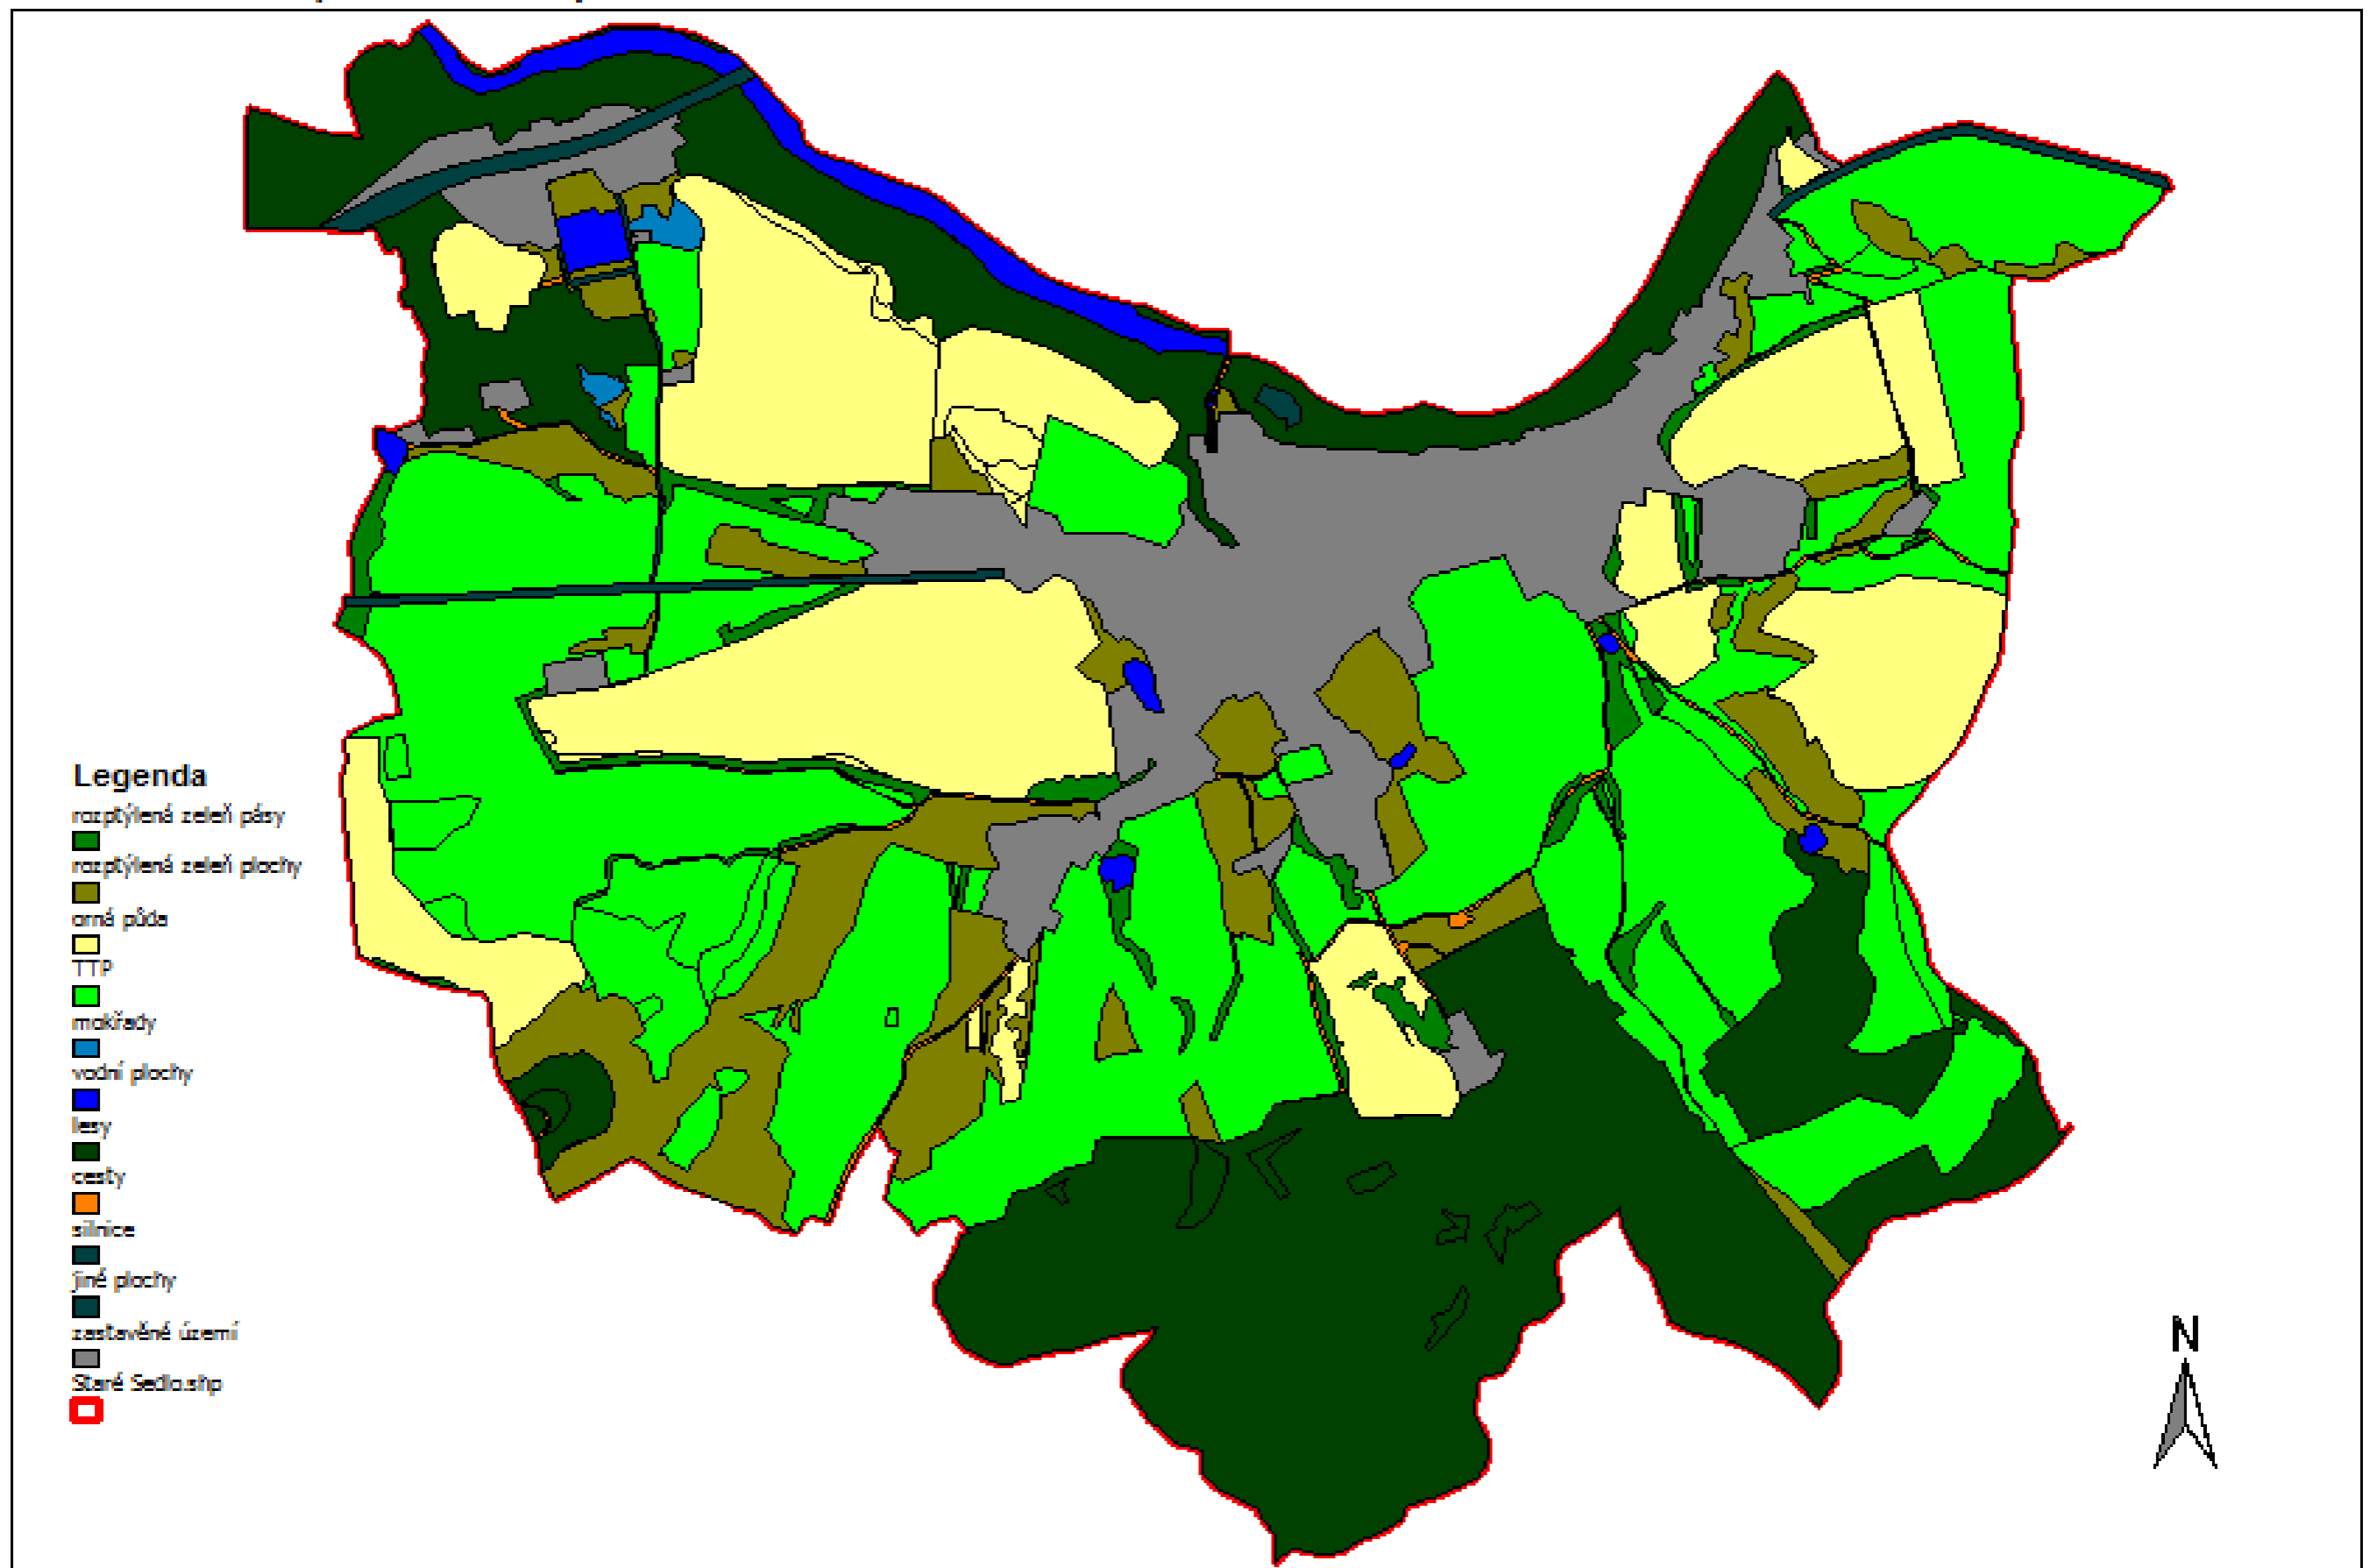 Legenda
rozptýlená zeleň pásy
rozptýlená zeleň plochy
orná půda
TTP
mokřady
vodní plochy
lesy
cesty
silnice
jiné plochy
zastavěné území
Staré Sedlo.shp
N